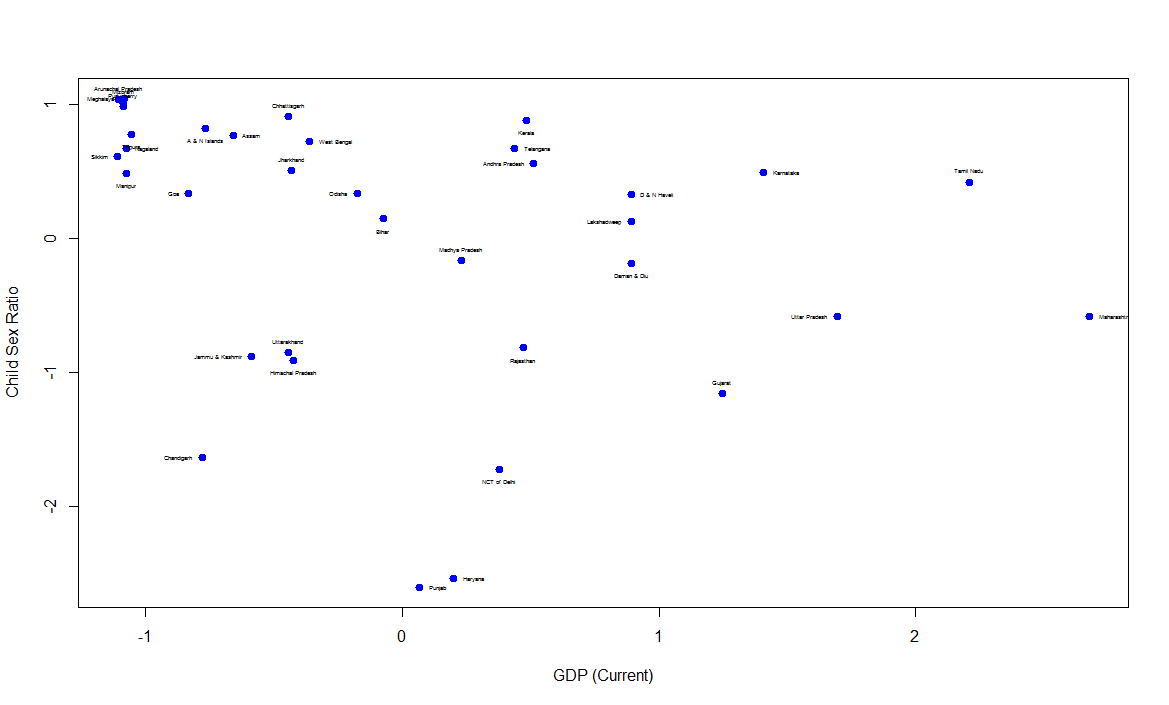 Arunachal Pradesh
Mizoram
Meghalaya
Chhattisgarh
Kerala
A & N Islands
Assam
West Bengal
Nagaland
Telangana
Sikkim
Jharkhand
Andhra Pradesh
Karnataka
Tamil Nadu
Manipur
Goa
Odisha
D & N Haveli
Lakshadweep
Bihar
Madhya Pradesh
Daman & Diu
Uttar Pradesh
Maharashtr
Uttarakhand
Jammu & Kashmir
Himachal Pradesh
Rajasthan
Gujarat
Chandigarh
NCT of Delhi
Haryana
Punjab
1
0
-1
-2
Child Sex Ratio
-1
0
1
2
GDP (Current)